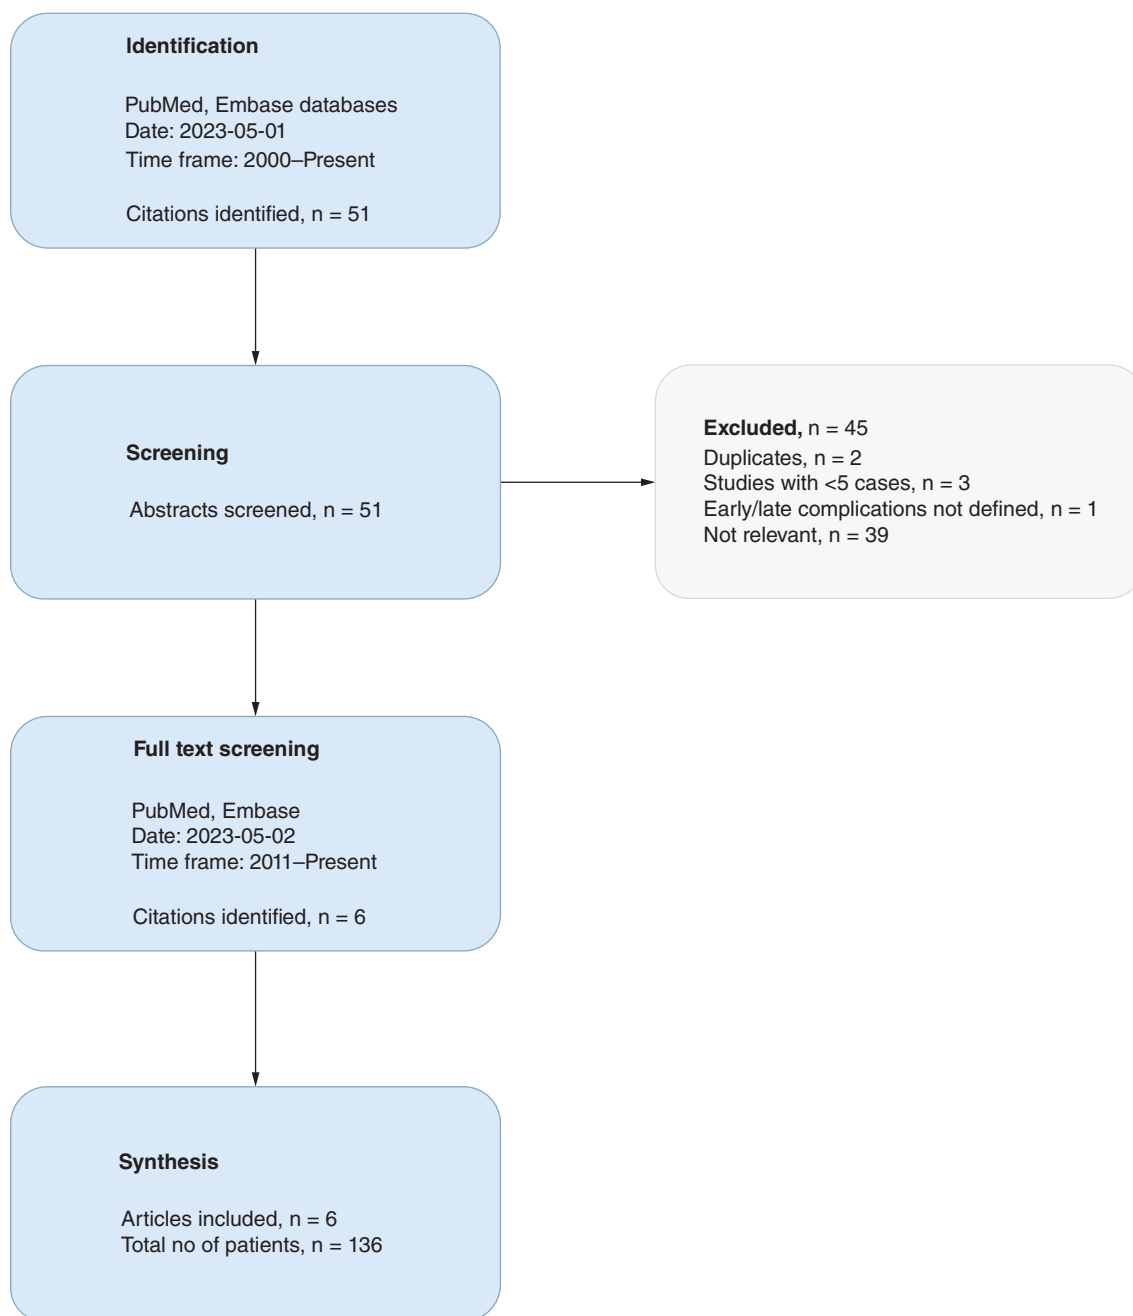 Identification
PubMed, Embase databases
Date: 2023-05-01
Time frame: 2000–Present
Citations identified, n = 51
Screening
Abstracts screened, n = 51
Excluded, n = 45
Duplicates, n = 2
Studies with <5 cases, n = 3
Early/late complications not defined, n = 1
Not relevant, n = 39
Full text screening
PubMed, Embase
Date: 2023-05-02
Time frame: 2011–Present
Citations identified, n = 6
Synthesis
Articles included, n = 6
Total no of patients, n = 136